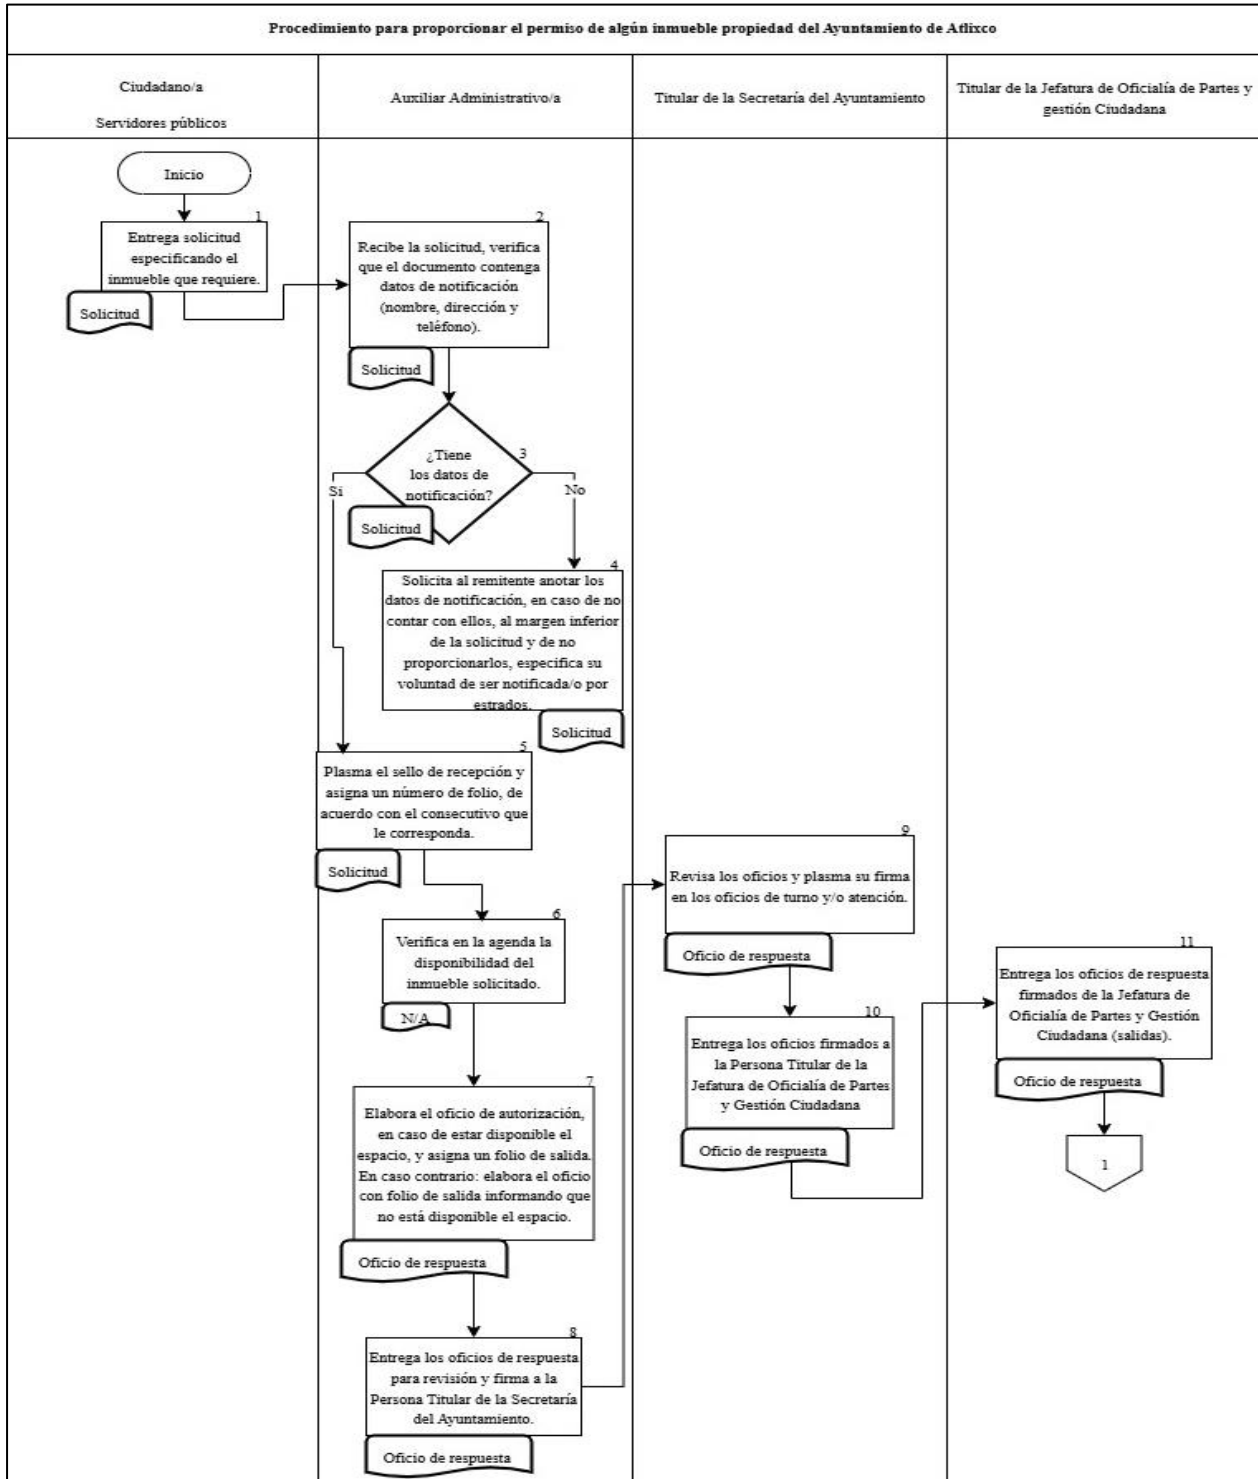 Procedimiento para proporcionar el permiso de algún inmueble propiedad del Ayuntamiento de Atlixco
Ciudadano/a
Servidores públicos
Auxiliar Administrativo/a
Titular de la Secretaría del Ayuntamiento
Titular de la Jefatura de Oficialía de Partes y
gestión Ciudadana
Inicio
1
Entrega solicitud
especificando el
inmueble que requiere.
Solicitud
2
Recibe la solicitud, verifica
que el documento contenga
datos de notificación
(nombre, dirección y
teléfono).
Solicitud
3
¿Tiene
los datos de
notificación?
Solicitud
Si
No
4
Solicita al remitente anotar los
datos de notificación, en caso de no
contar con ellos, al margen inferior
de la solicitud y de no
proporcionarlos, especifica su
voluntad de ser notificada/o por
estrados.
Solicitud
5
Plasma el sello de recepción y
asigna un número de folio, de
acuerdo con el consecutivo que
le corresponda.
Solicitud
6
Verifica en la agenda la
disponibilidad del
inmueble solicitado.
N/A
7
Elabora el oficio de autorización,
en caso de estar disponible el
espacio, y asigna un folio de salida.
En caso contrario: elabora el oficio
con folio de salida informando que
no está disponible el espacio.
Oficio de respuesta
8
Entrega los oficios de respuesta
para revisión y firma a la
Persona Titular de la Secretaría
del Ayuntamiento.
Oficio de respuesta
9
Revisa los oficios y plasma su firma
en los oficios de turno y/o atención.
Oficio de respuesta
10
Entrega los oficios firmados a
la Persona Titular de la
Jefatura de Oficialía de Partes
y Gestión Ciudadana
Oficio de respuesta
11
Entrega los oficios de respuesta
firmados de la Jefatura de
Oficialía de Partes y Gestión
Ciudadana (salidas).
Oficio de respuesta
1